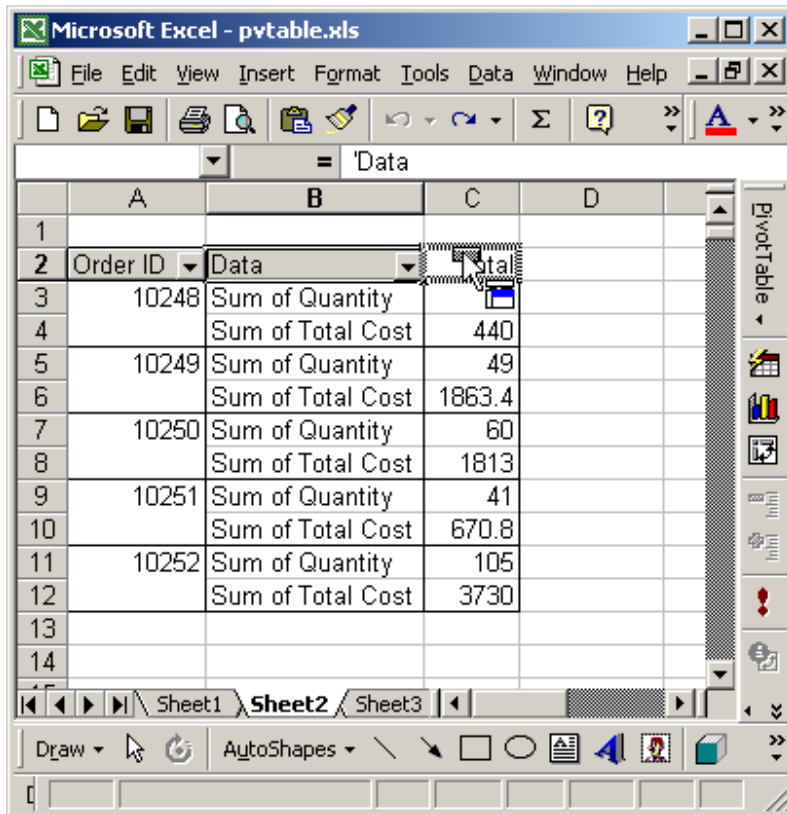 Microsoft Excel - pvtable.xls
File Edit View Insert Format Tools Data Window Help
Σ ? » A »
= 'Data
A B C D
1
2 Order ID Data
3 10248 Sum of Quantity
4 Sum of Total Cost 440
5 10249 Sum of Quantity 49
6 Sum of Total Cost 1863.4
7 10250 Sum of Quantity 60
8 Sum of Total Cost 1813
9 10251 Sum of Quantity 41
10 Sum of Total Cost 670.8
11 10252 Sum of Quantity 105
12 Sum of Total Cost 3730
13
14
PivotTable
Sheet1 Sheet2 Sheet3
Draw AutoShapes A »